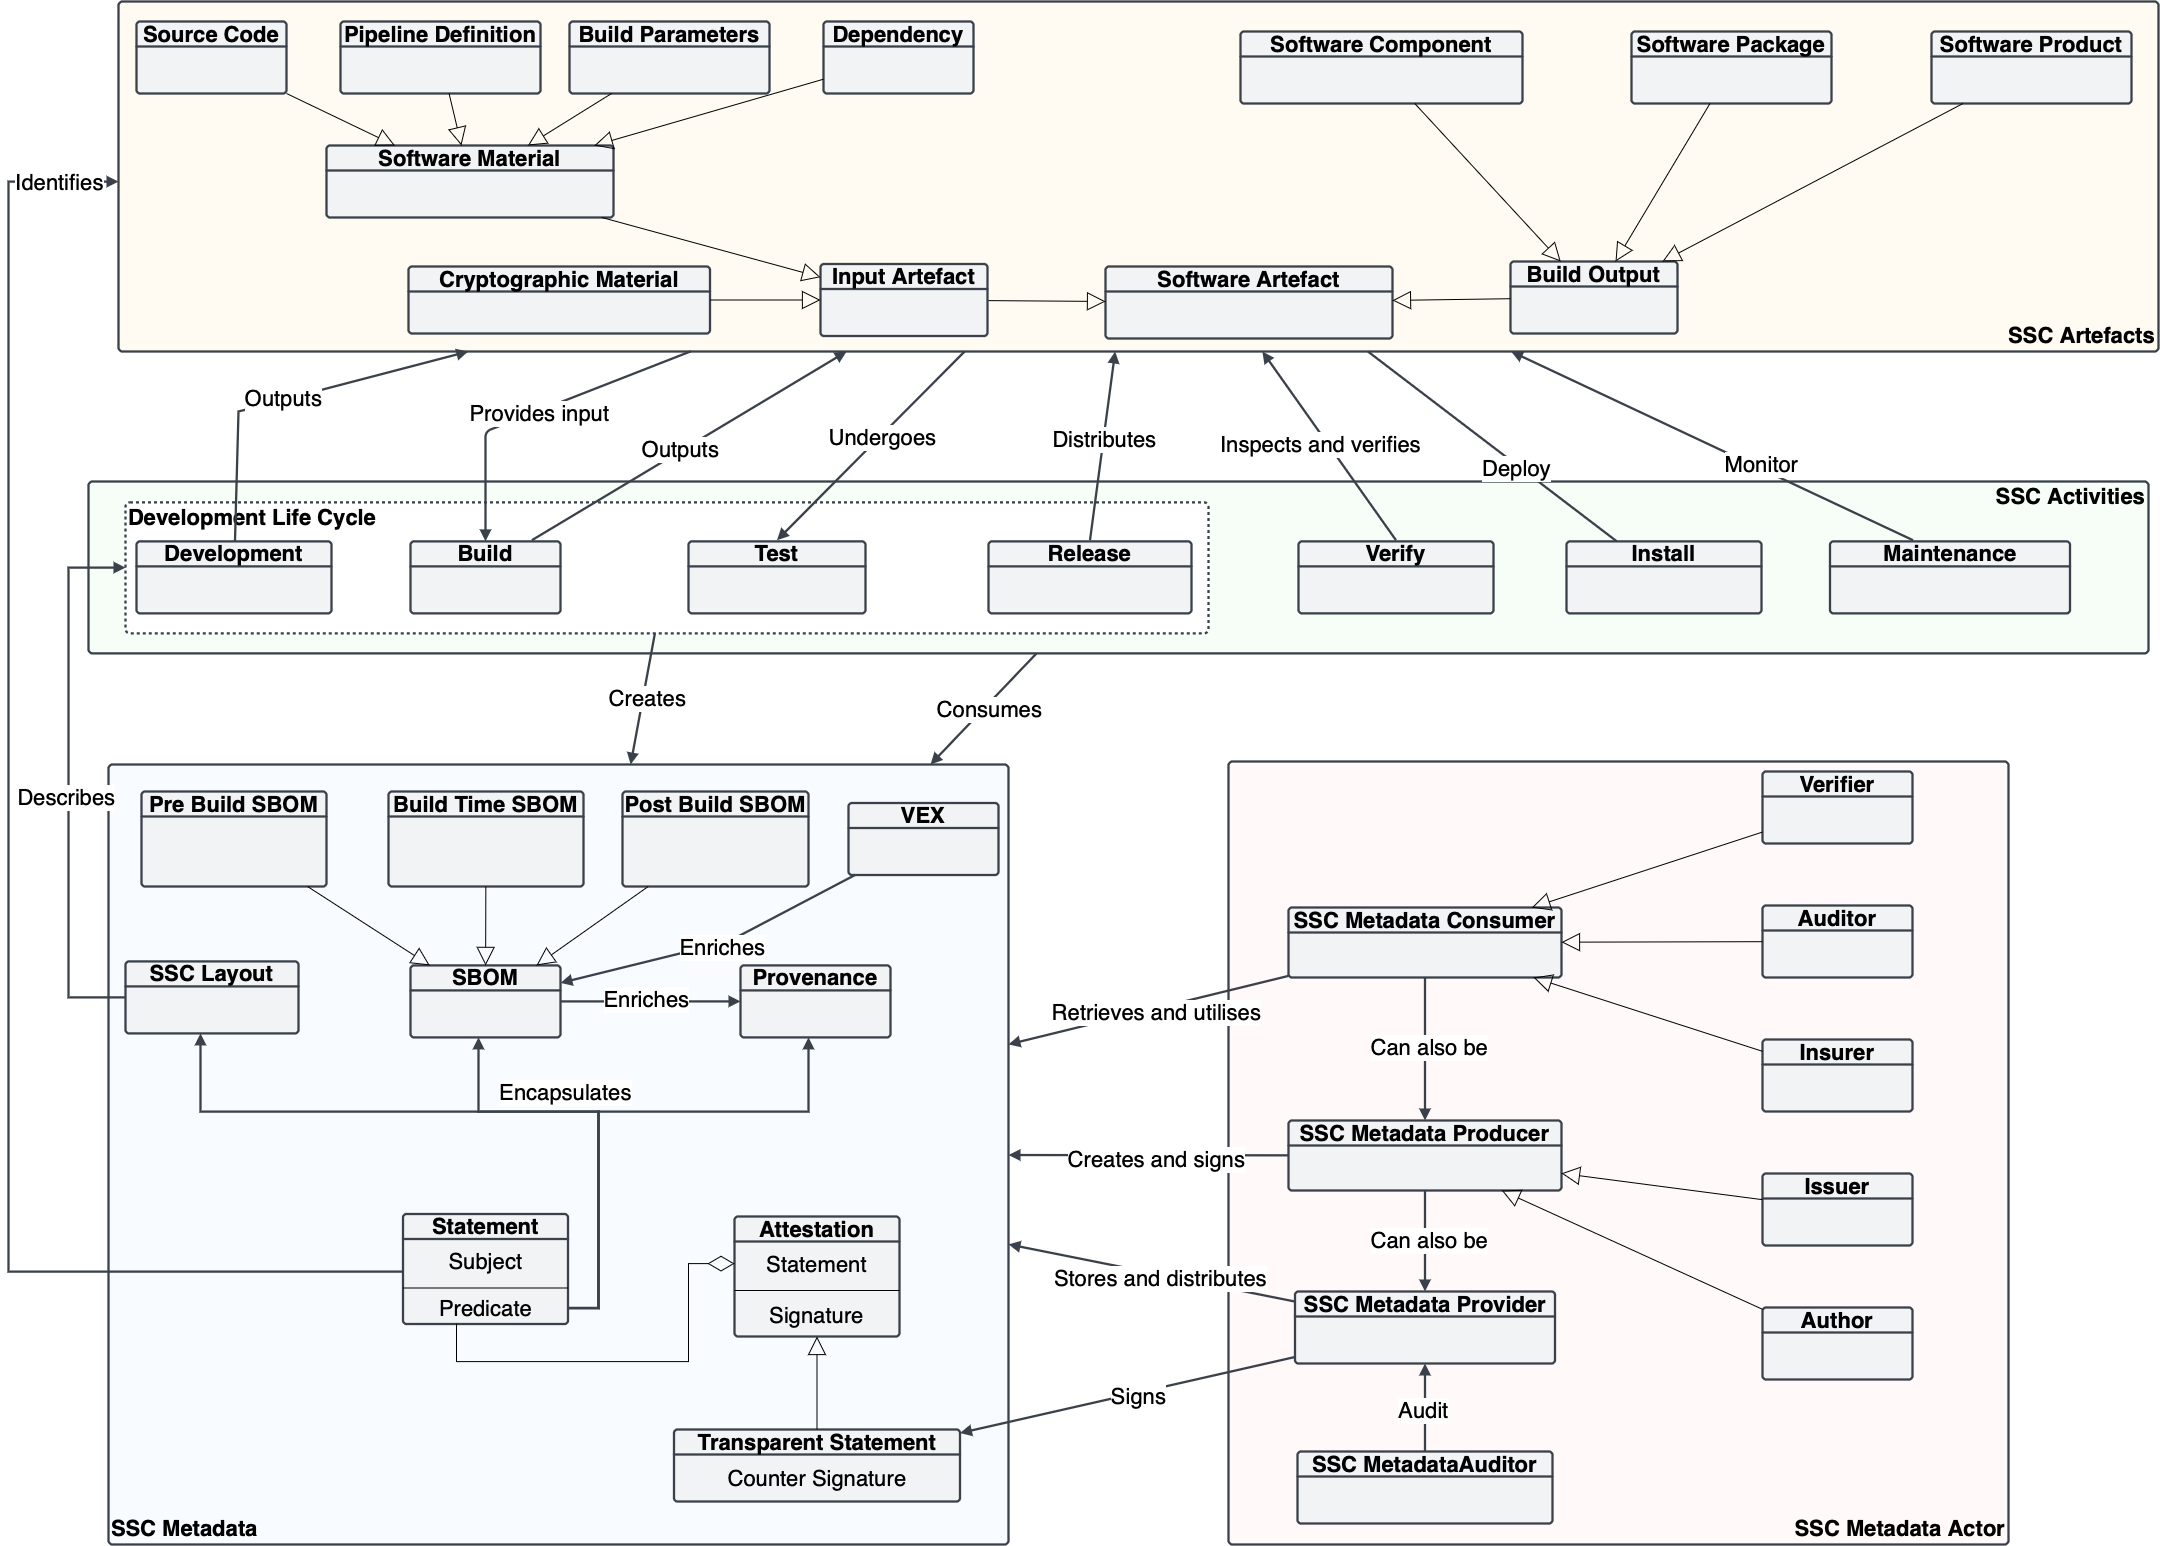 Source Code
Pipeline Definition
Build Parameters
Dependency
Software Component
Software Package
Software Product
Software Material
Identifies
Cryptographic Material
Input Artefact
Software Artefact
Build Output
SSC Artefacts
Outputs
Provides input
Outputs
Undergoes
Distributes
Inspects and verifies
Deploy
Monitor
SSC Activities
Development Life Cycle
Development
Build
Test
Release
Verify
Install
Maintenance
Creates
Consumes
Describes
Pre Build SBOM
Build Time SBOM
Post Build SBOM
VEX
Enriches
SSC Layout
SBOM
Enriches
Provenance
Encapsulates
Statement
Subject
Predicate
Attestation
Statement
Signature
Transparent Statement
Counter Signature
SSC Metadata
Retrieves and utilises
Creates and signs
Stores and distributes
Signs
Verifier
SSC Metadata Consumer
Auditor
Can also be
Insurer
SSC Metadata Producer
Issuer
Can also be
SSC Metadata Provider
Author
Audit
SSC MetadataAuditor
SSC Metadata Actor